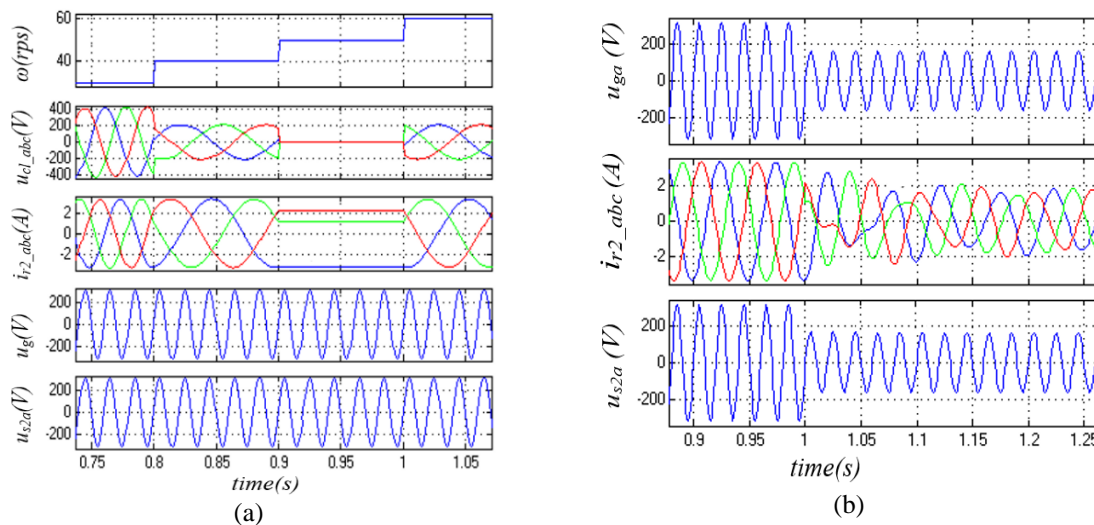 ω(rps)
60
40
u_cl_abc(V)
400
200
0
-200
-400
i_r2_abc(A)
2
0
-2
u_g(V)
200
0
-200
u_s2a(V)
200
0
-200
0.75 0.8 0.85 0.9 0.95 1 1.05
time(s)
(a)
u_ga (V)
200
0
-200
i_r2_abc (A)
2
0
-2
u_s2a (V)
200
0
-200
0.9 0.95 1 1.05 1.1 1.15 1.2 1.25
time(s)
(b)